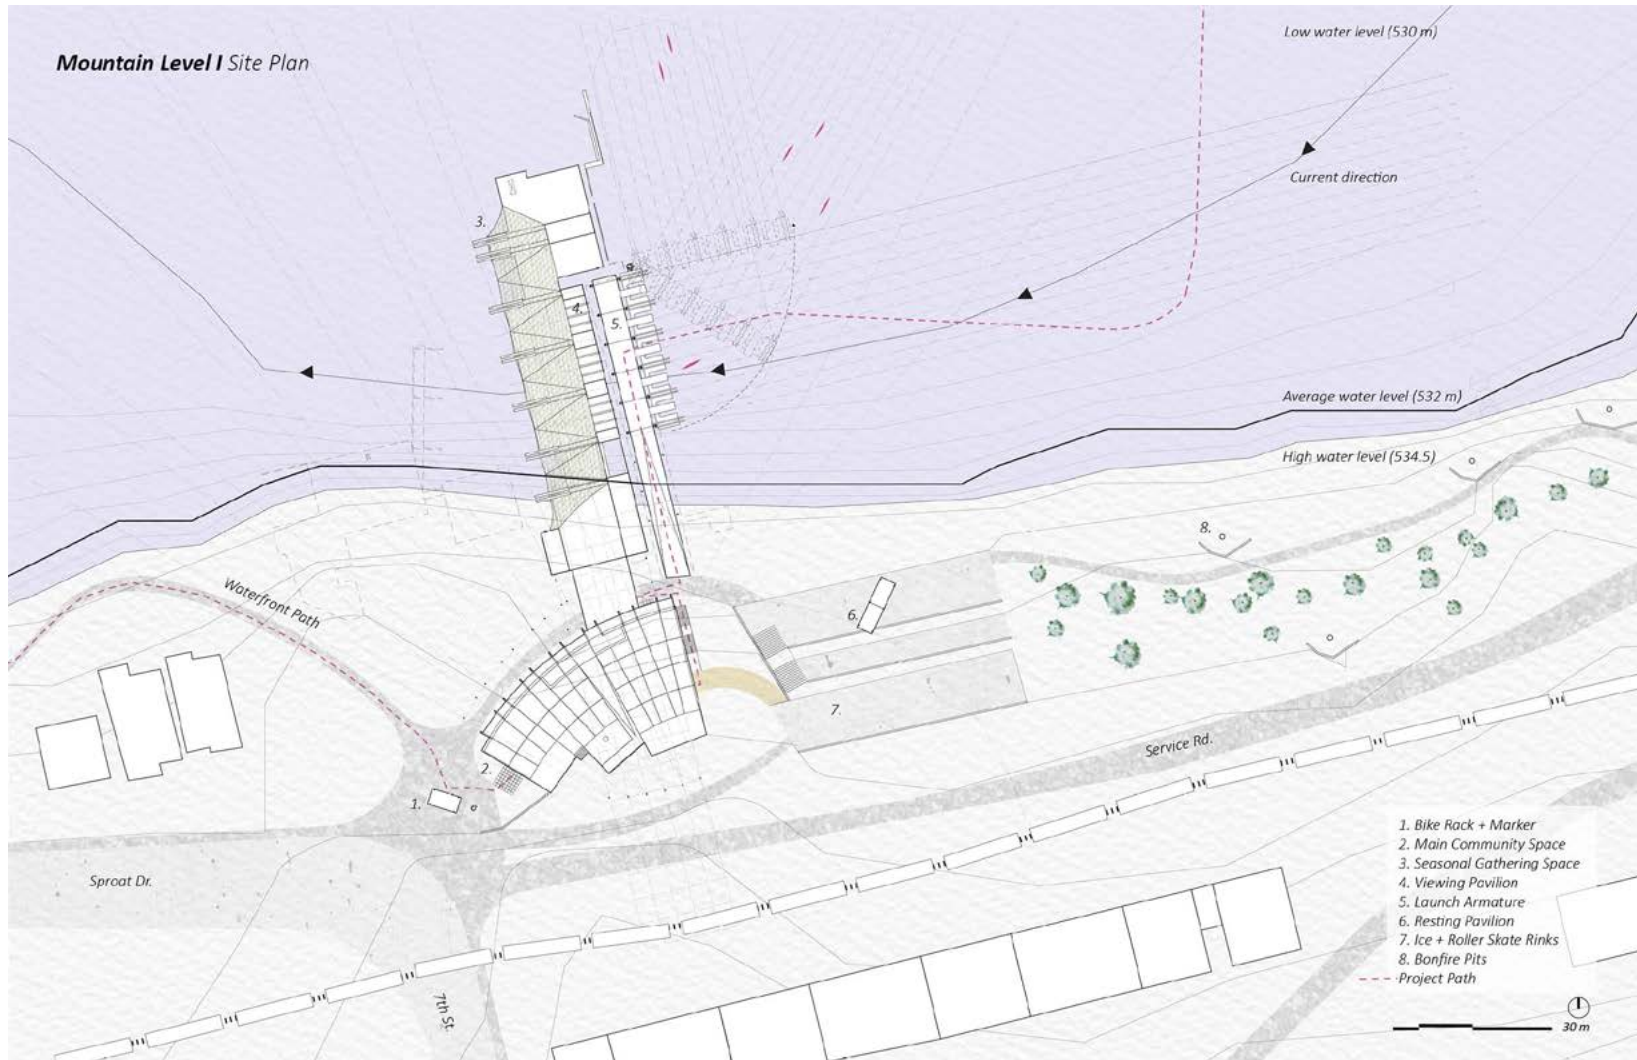 Mountain Level I Site Plan
Low water level (530 m)
Current direction
3.
4.
5.
Average water level (532 m)
High water level (534.5)
8.
Waterfront Path
6.
7.
Service Rd.
2.
1.
Sproat Dr.
7th St.
1. Bike Rack + Marker
2. Main Community Space
3. Seasonal Gathering Space
4. Viewing Pavilion
5. Launch Armature
6. Resting Pavilion
7. Ice + Roller Skate Rinks
8. Bonfire Pits
Project Path
30 m